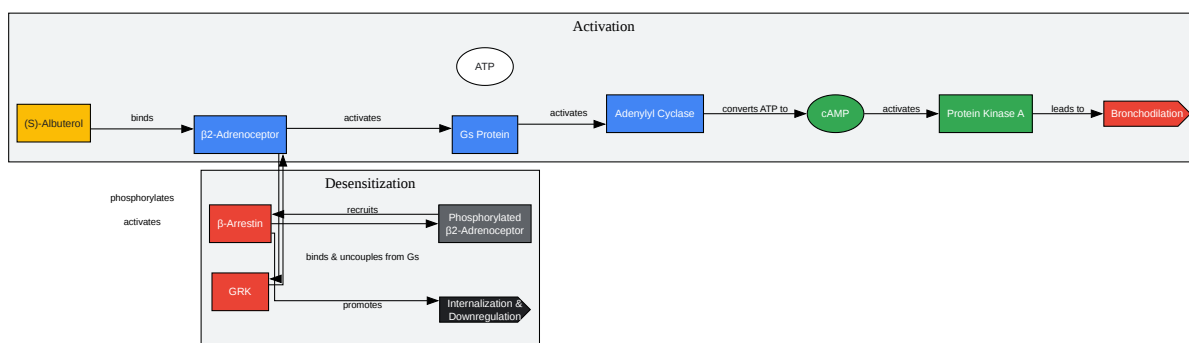 Activation
ATP
(S)-Albuterol
binds
β2-Adrenoceptor
activates
Gs Protein
activates
Adenylyl Cyclase
converts ATP to
cAMP
activates
Protein Kinase A
leads to
Bronchodilation
Desensitization
phosphorylates
activates
β-Arrestin
recruits
Phosphorylated
β2-Adrenoceptor
binds & uncouples from Gs
GRK
promotes
Internalization &
Downregulation